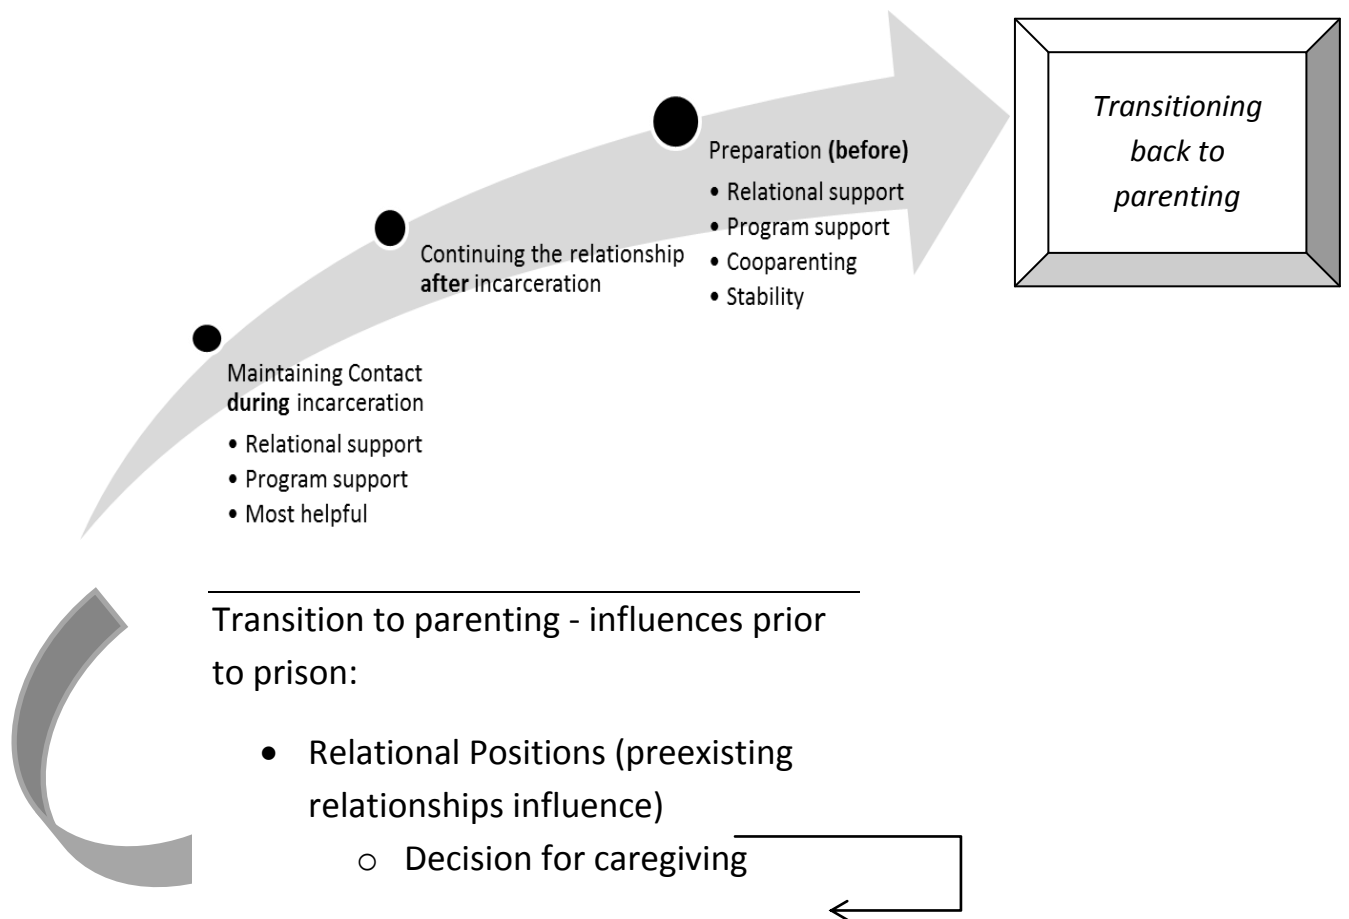 Transitioning
back to
parenting
Preparation (before)
• Relational support
• Program support
• Cooparenting
• Stability
Continuing the relationship
after incarceration
Maintaining Contact
during incarceration
• Relational support
• Program support
• Most helpful
Transition to parenting - influences prior
to prison:
• Relational Positions (preexisting
relationships influence)
o Decision for caregiving